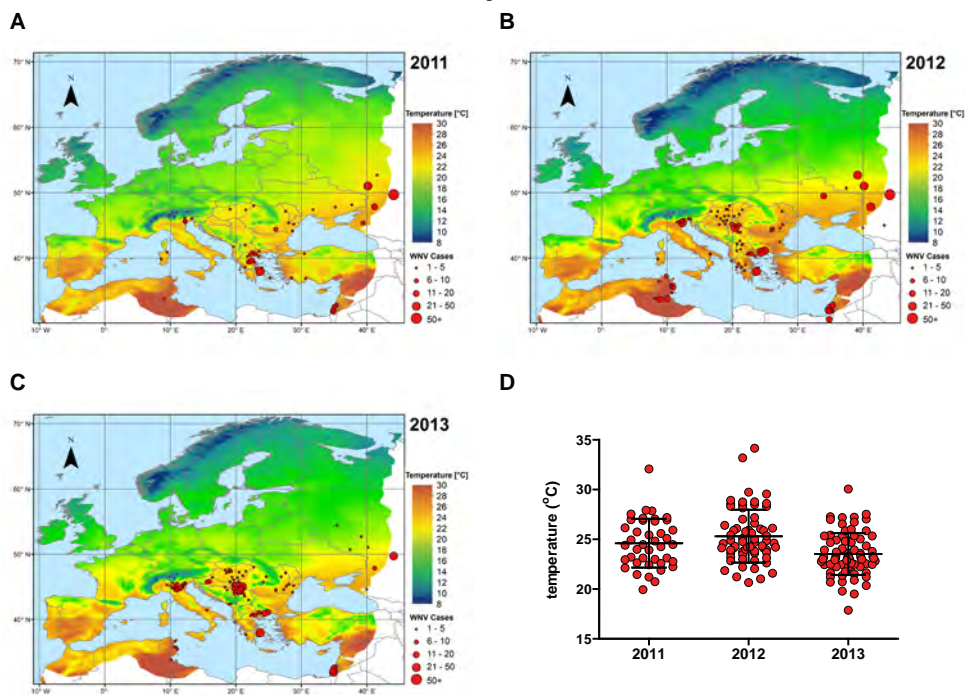 A
2011
N
70° N
60° N
50° N
40° N
10° W
0° E
10° E
20° E
30° E
40° E
Temperature [°C]
30
28
26
24
22
20
18
16
14
12
10
8
WNV Cases
1 - 5
6 - 10
11 - 20
21 - 50
50+
B
2012
N
70° N
60° N
50° N
40° N
10° W
0° E
10° E
20° E
30° E
40° E
Temperature [°C]
30
28
26
24
22
20
18
16
14
12
10
8
WNV Cases
1 - 5
6 - 10
11 - 20
21 - 50
50+
C
2013
N
70° N
60° N
50° N
40° N
10° W
0° E
10° E
20° E
30° E
40° E
Temperature [°C]
30
28
26
24
22
20
18
16
14
12
10
8
WNV Cases
1 - 5
6 - 10
11 - 20
21 - 50
50+
D
temperature (°C)
35
30
25
20
15
2011 2012 2013